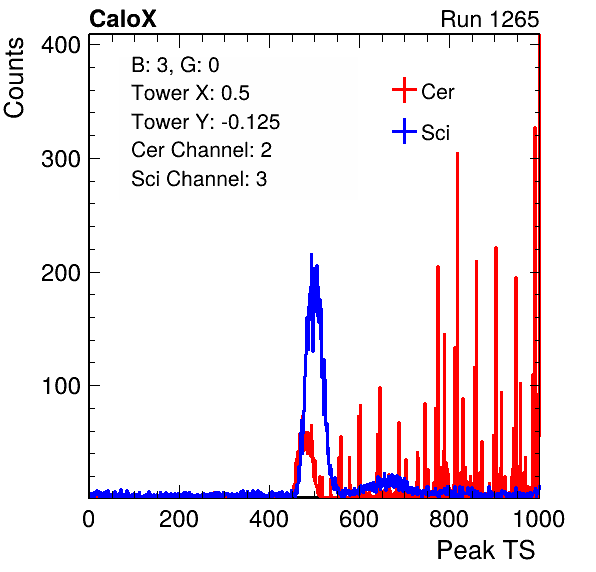 CaloX Run 1265
Counts
400
300
200
100
B: 3, G: 0
Tower X: 0.5
Tower Y: -0.125
Cer Channel: 2
Sci Channel: 3
Cer
Sci
0 200 400 600 800 1000
Peak TS